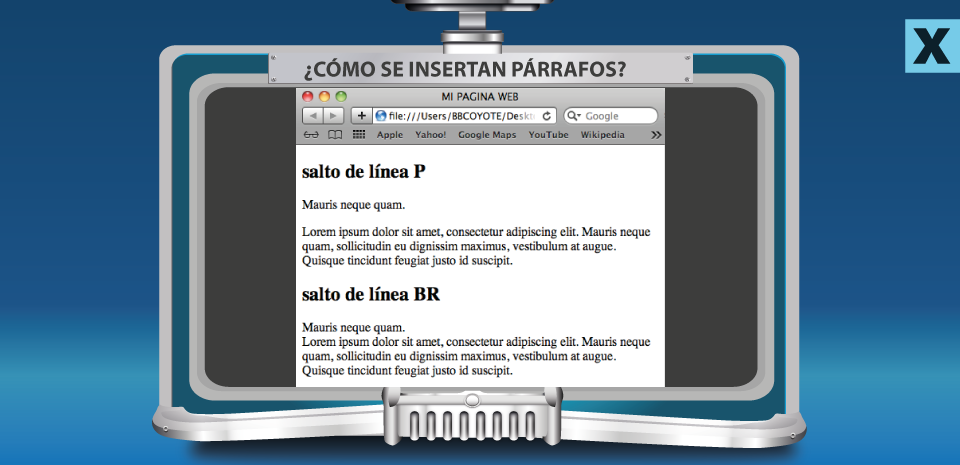 X
¿CÓMO SE INSERTAN PÁRRAFOS?
MI PAGINA WEB
file:///Users/BBCOYOTE/Deskt
Google
Apple Yahoo! Google Maps YouTube Wikipedia
salto de línea P
Mauris neque quam.
Lorem ipsum dolor sit amet, consectetur adipiscing elit. Mauris neque
quam, sollicitudin eu dignissim maximus, vestibulum at augue.
Quisque tincidunt feugiat justo id suscipit.
salto de línea BR
Mauris neque quam.
Lorem ipsum dolor sit amet, consectetur adipiscing elit. Mauris neque
quam, sollicitudin eu dignissim maximus, vestibulum at augue.
Quisque tincidunt feugiat justo id suscipit.